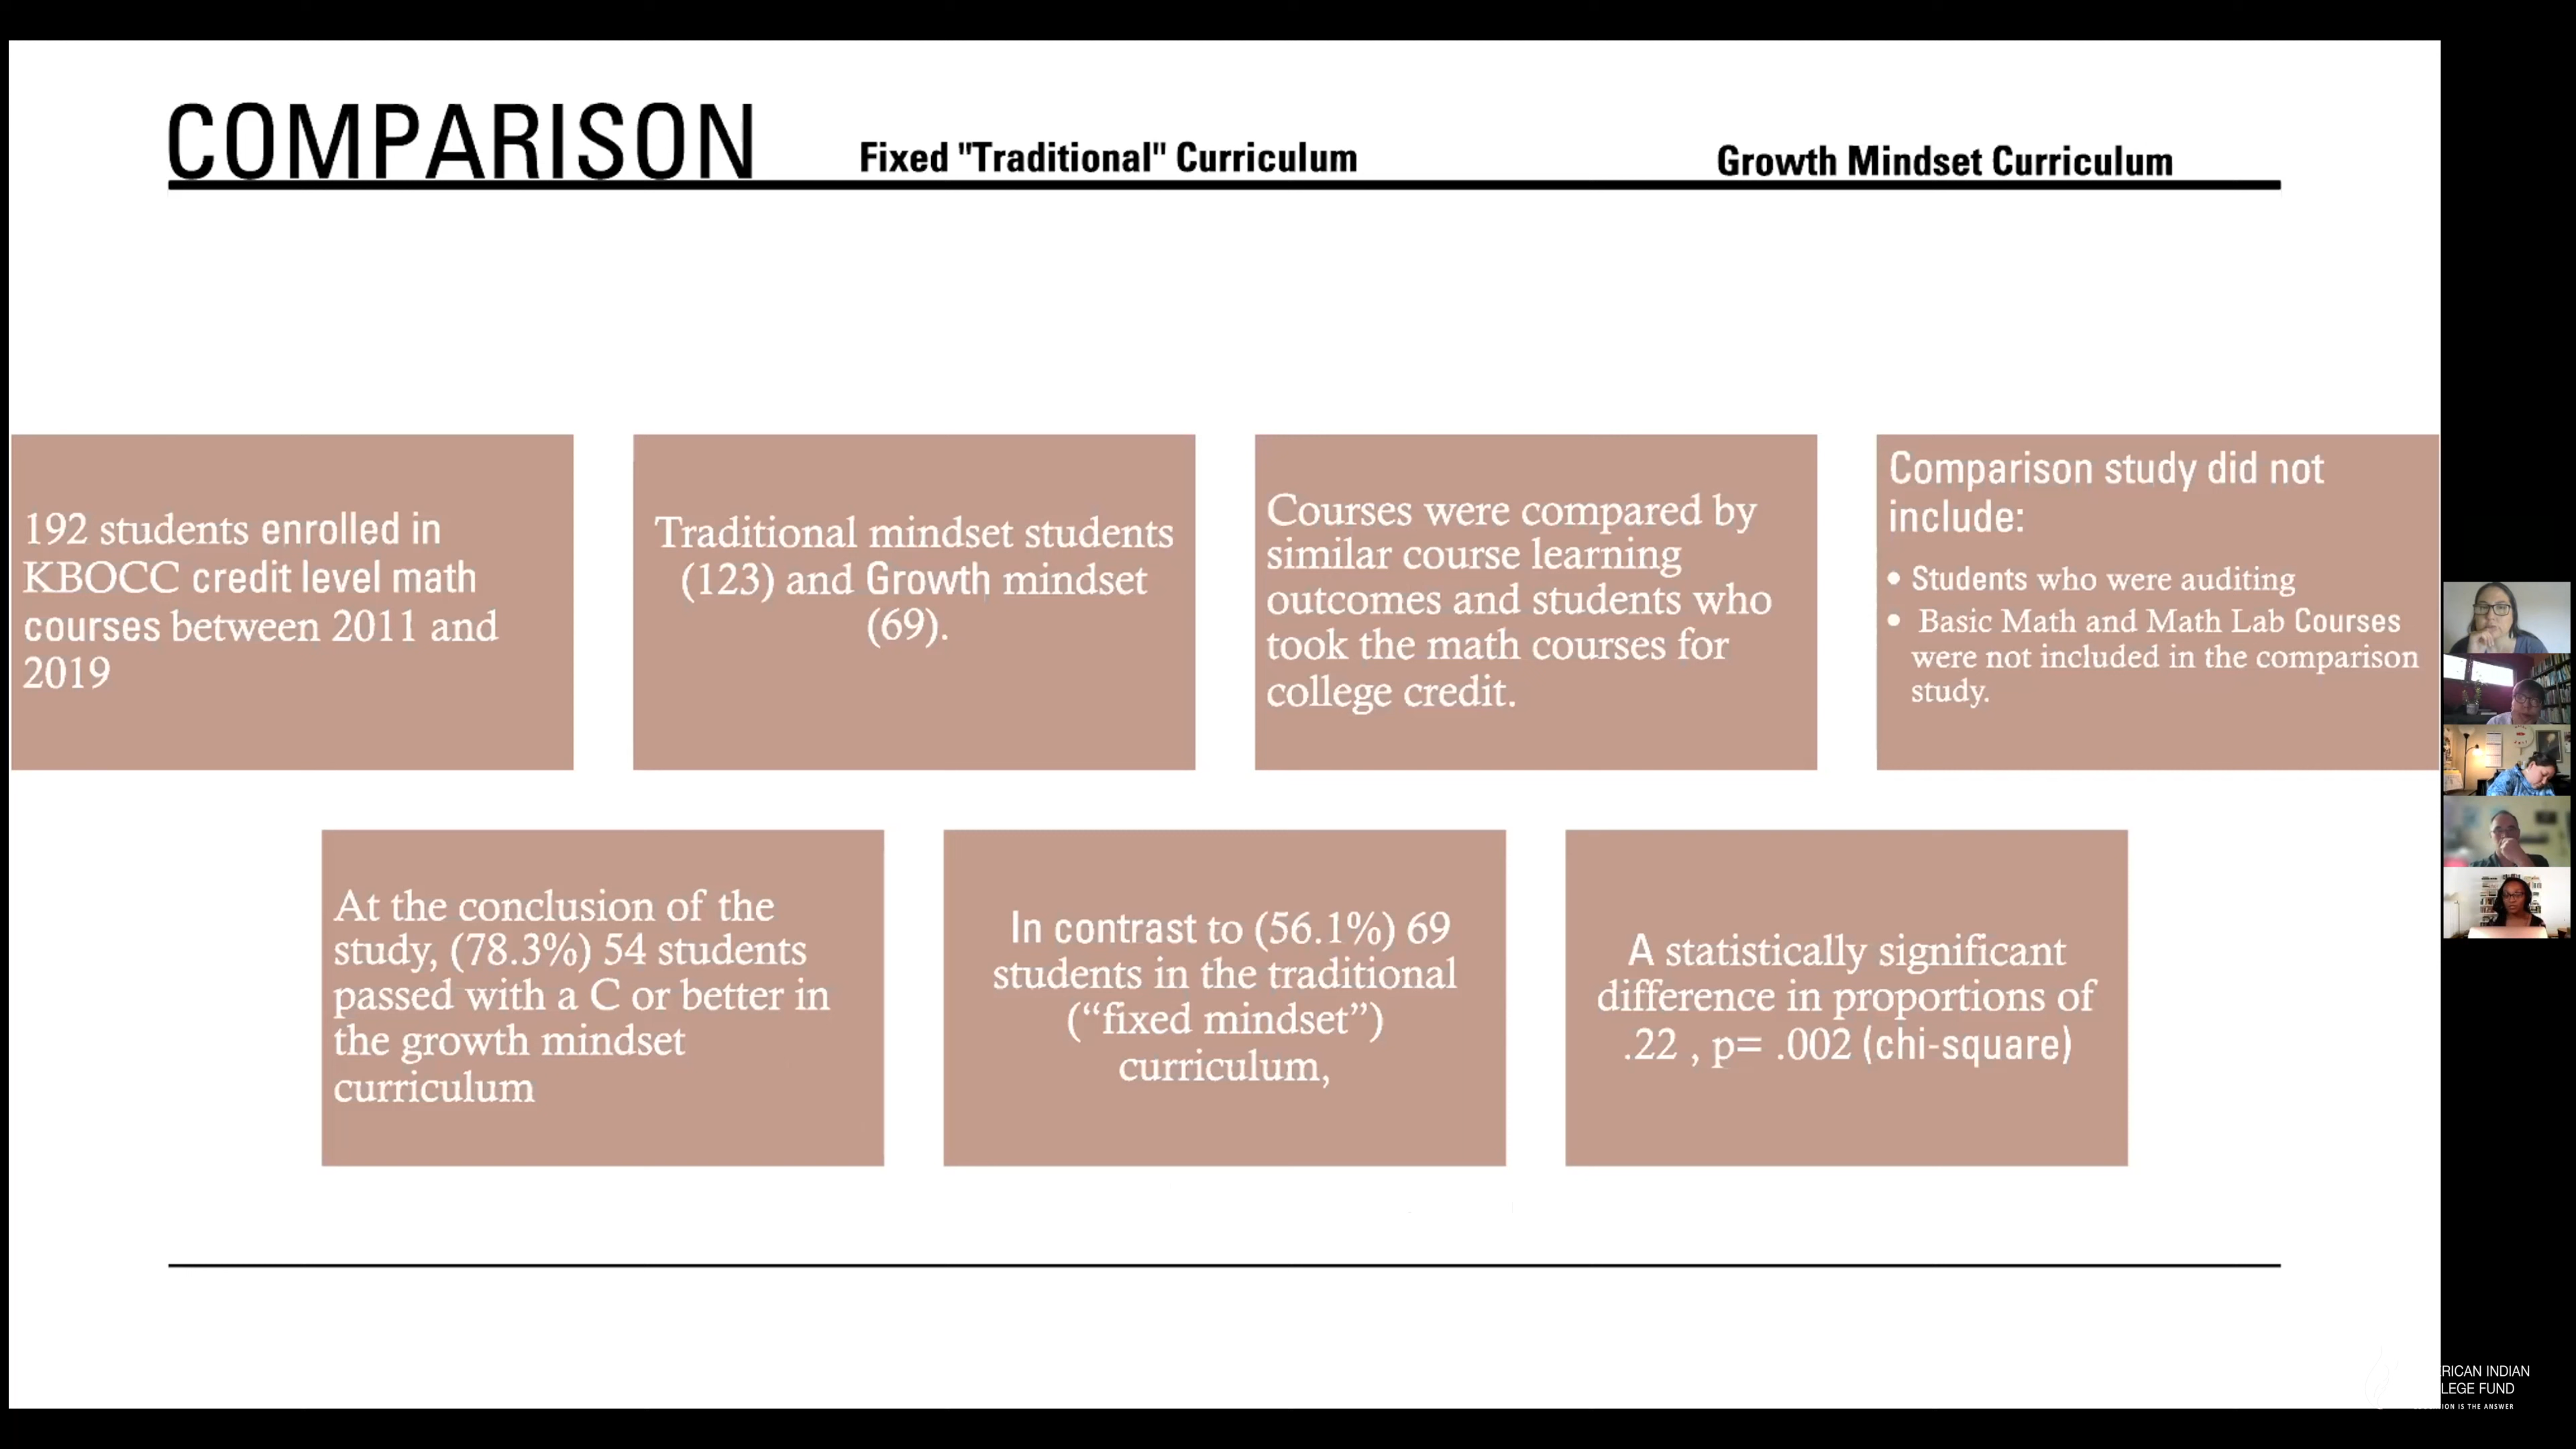 COMPARISON
Fixed "Traditional" Curriculum
Growth Mindset Curriculum
192 students enrolled in
KBOCC credit level math
courses between 2011 and
2019
Traditional mindset students
(123) and Growth mindset
(69).
Courses were compared by
similar course learning
outcomes and students who
took the math courses for
college credit.
Comparison study did not
include:
• Students who were auditing
• Basic Math and Math Lab Courses
were not included in the comparison
study.
At the conclusion of the
study, (78.3%) 54 students
passed with a C or better in
the growth mindset
curriculum
In contrast to (56.1%) 69
students in the traditional
(“fixed mindset”)
curriculum,
A statistically significant
difference in proportions of
.22 , p= .002 (chi-square)
RICAN INDIAN
LEGE FUND
ION IS THE ANSWER